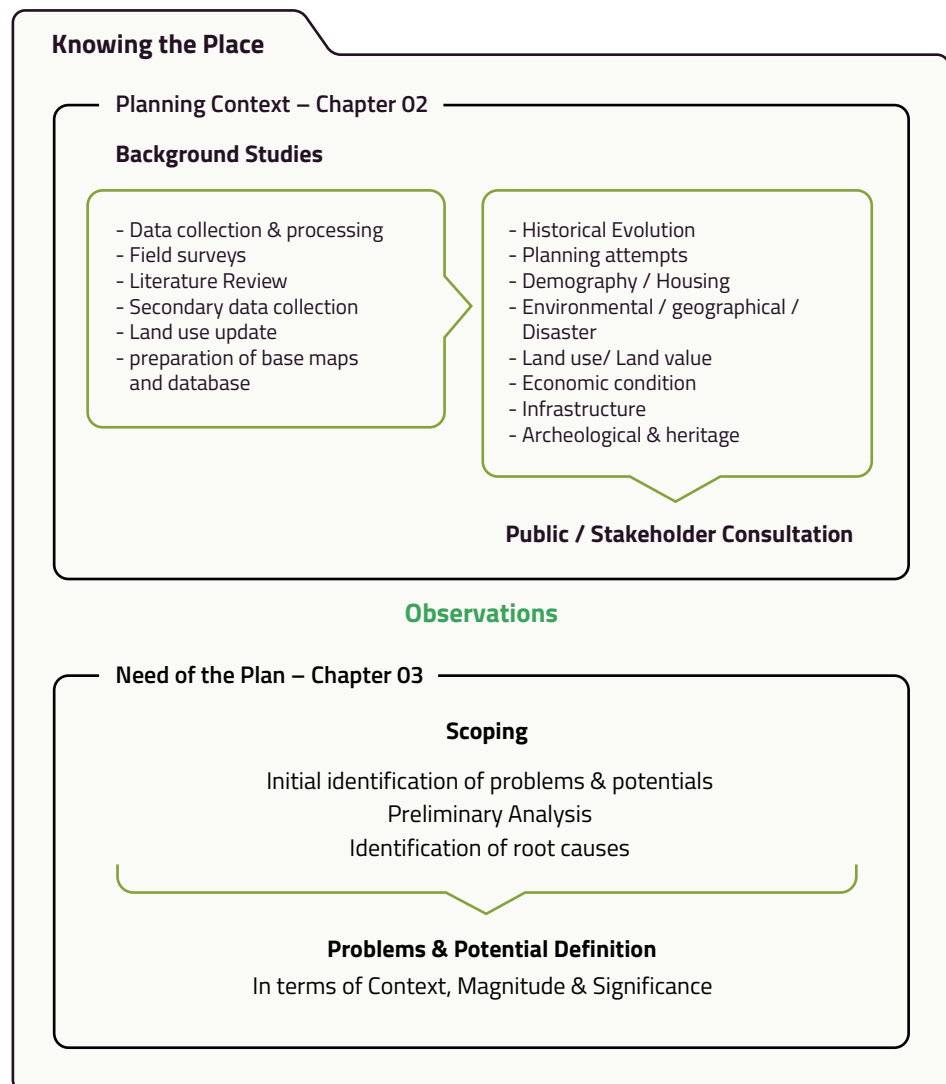 Knowing the Place
Planning Context – Chapter 02
Background Studies
- Data collection & processing
- Field surveys
- Literature Review
- Secondary data collection
- Land use update
- preparation of base maps
and database
- Historical Evolution
- Planning attempts
- Demography / Housing
- Environmental / geographical /
Disaster
- Land use/ Land value
- Economic condition
- Infrastructure
- Archeological & heritage
Public / Stakeholder Consultation
Observations
Need of the Plan – Chapter 03
Scoping
Initial identification of problems & potentials
Preliminary Analysis
Identification of root causes
Problems & Potential Definition
In terms of Context, Magnitude & Significance